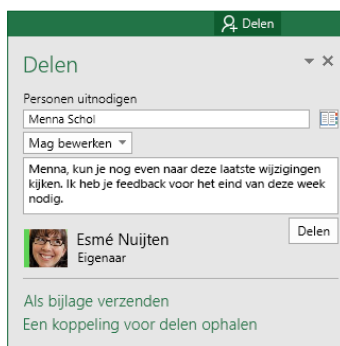 Delen
Delen
Personen uitnodigen
Menna Schol
Mag bewerken
Menna, kun je nog even naar deze laatste wijzigingen
kijken. Ik heb je feedback voor het eind van deze week
nodig.
Delen
Esmé Nuijten
Eigenaar
Als bijlage verzenden
Een koppeling voor delen ophalen